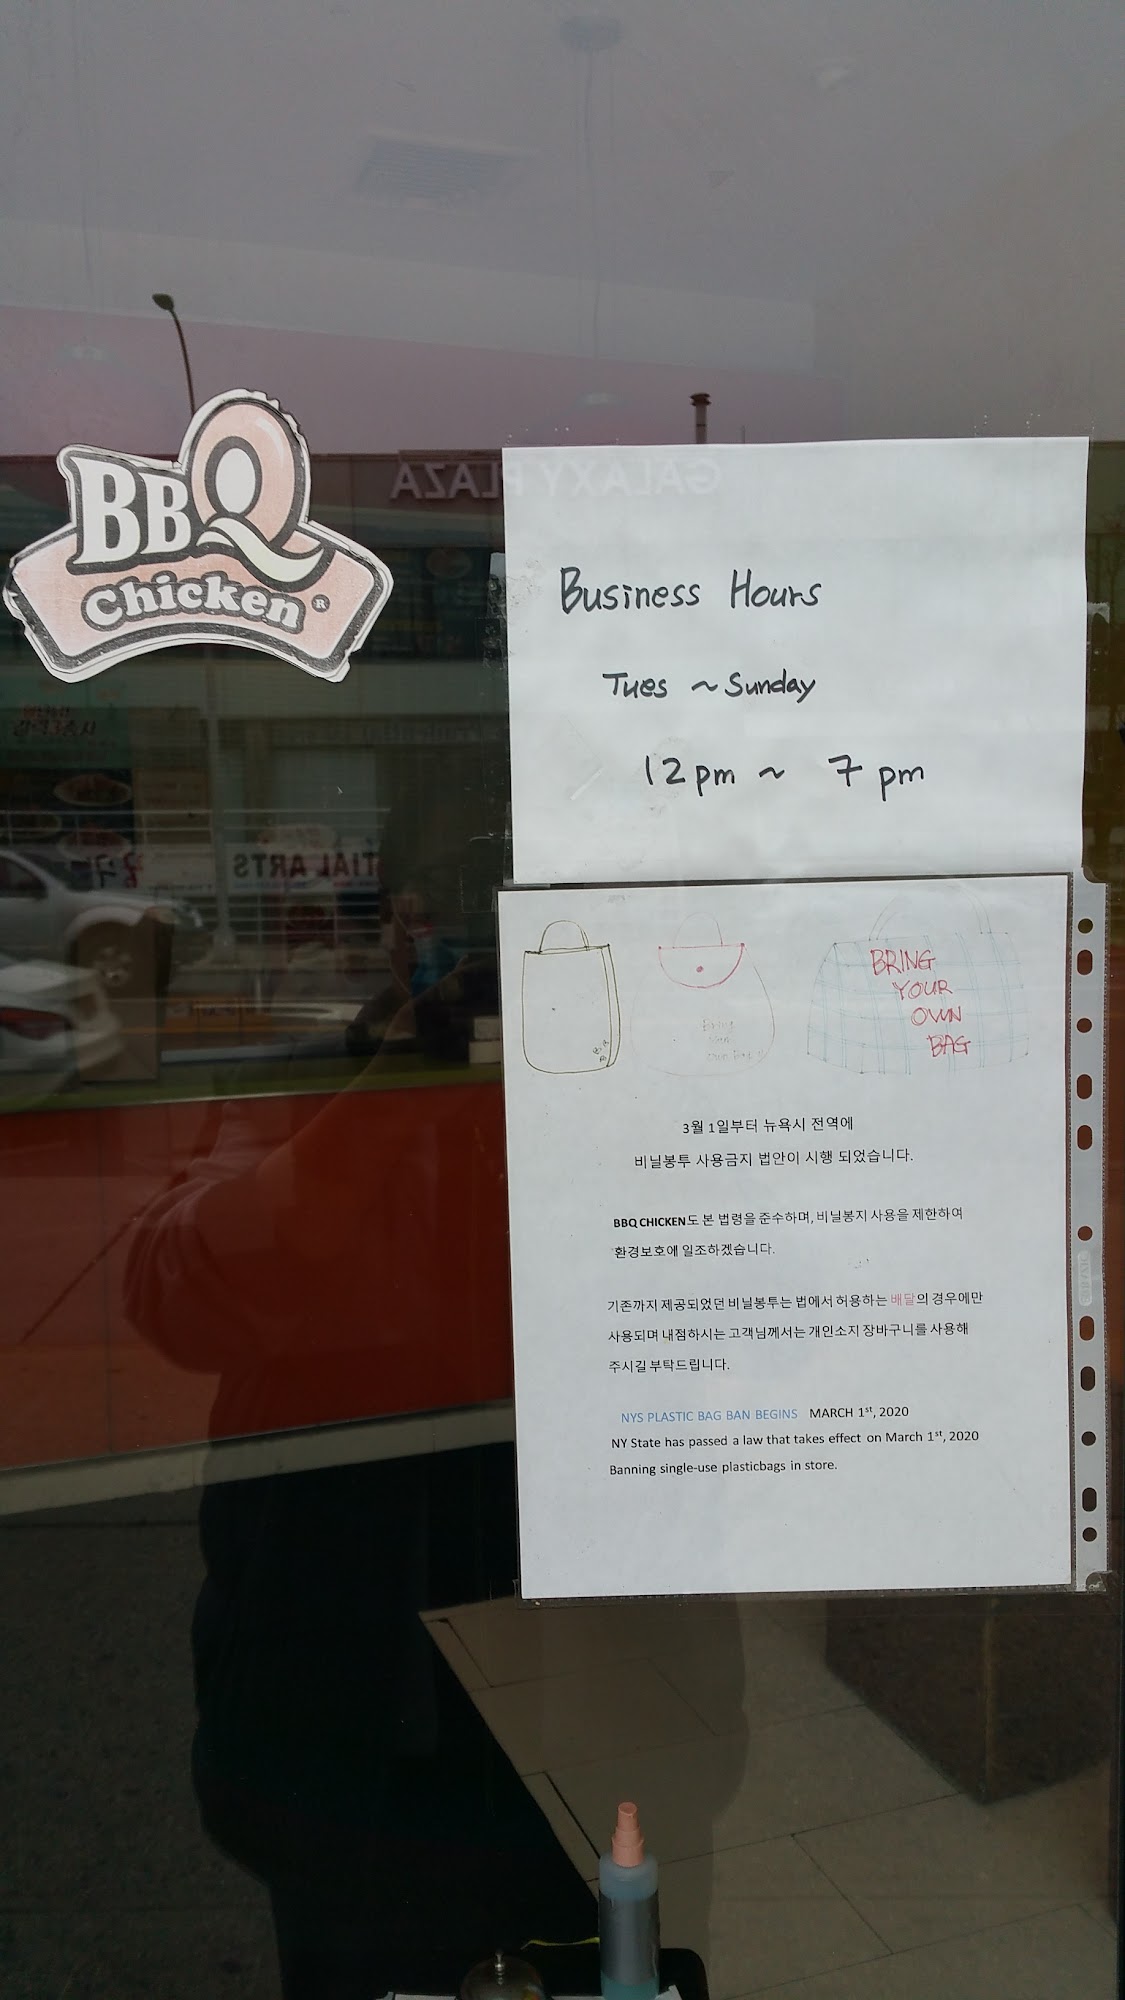 BBQ
Chicken ®
GALAXY PLAZA
Business Hours
Tues ~ Sunday
12pm ~ 7 pm
TIAL ARTS
BRING
YOUR
OWN
BAG
Bring
Your
Own Bag!!
3월 1일부터 뉴욕시 전역에
비닐봉투 사용금지 법안이 시행 되었습니다.
BBQ CHICKEN도 본 법령을 준수하며, 비닐봉지 사용을 제한하여
환경보호에 일조하겠습니다.
기존까지 제공되었던 비닐봉투는 법에서 허용하는 배달의 경우에만
사용되며 내점하시는 고객님께서는 개인소지 장바구니를 사용해
주시길 부탁드립니다.
NYS PLASTIC BAG BAN BEGINS MARCH 1st, 2020
NY State has passed a law that takes effect on March 1st, 2020
Banning single-use plasticbags in store.